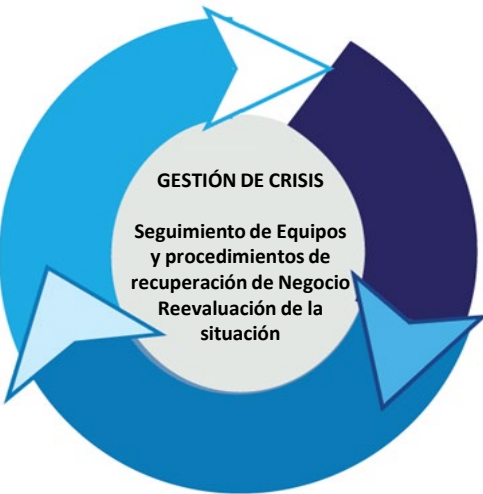 GESTIÓN DE CRISIS
Seguimiento de Equipos
y procedimientos de
recuperación de Negocio
Reevaluación de la
situación